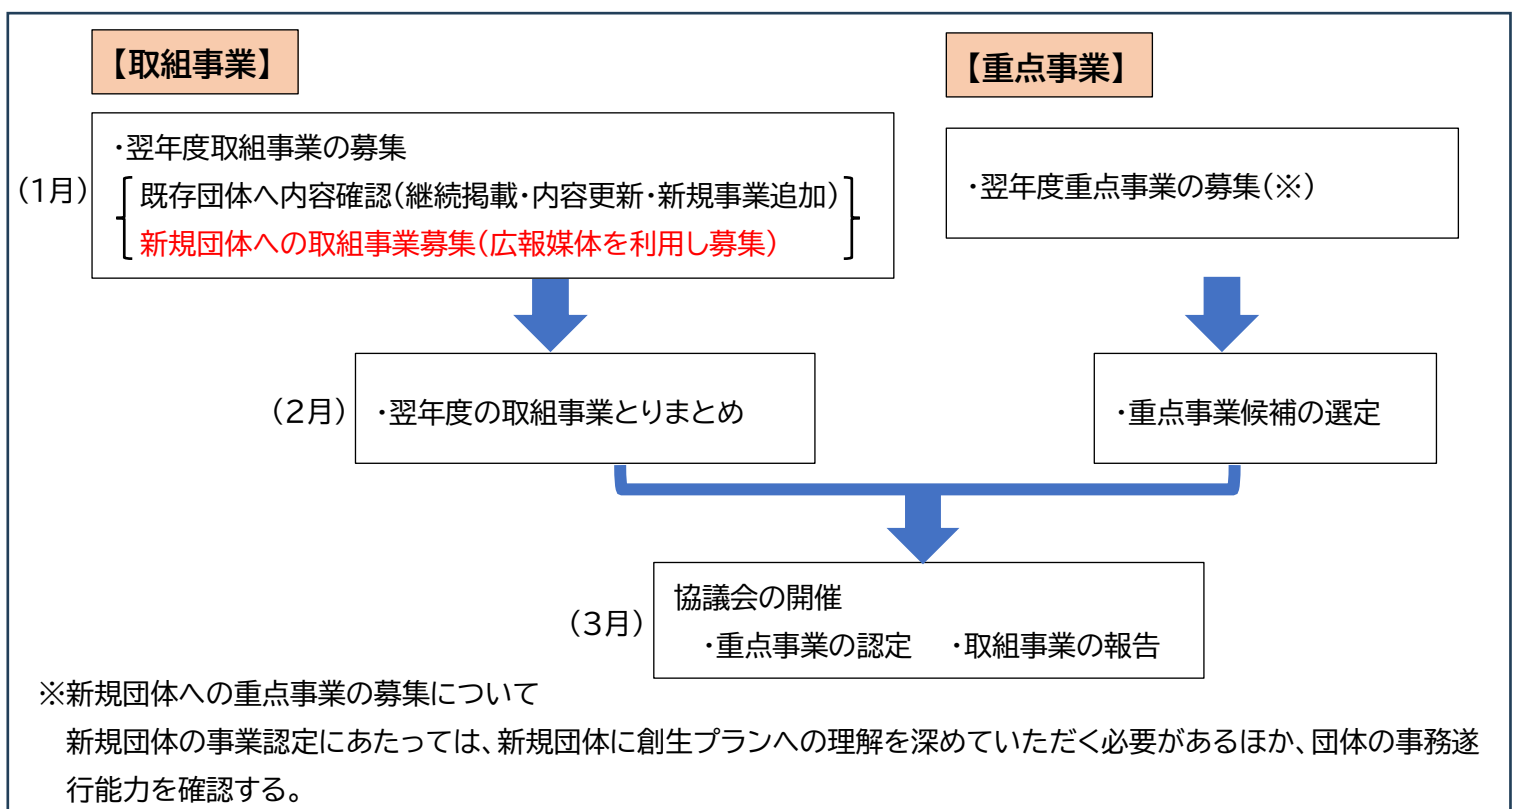 【取組事業】
【重点事業】
(1月)
・翌年度取組事業の募集
既存団体へ内容確認(継続掲載・内容更新・新規事業追加)
新規団体への取組事業募集(広報媒体を利用し募集)
・翌年度重点事業の募集(※)
(2月)
・翌年度の取組事業とりまとめ
・重点事業候補の選定
(3月)
協議会の開催
・重点事業の認定 ・取組事業の報告
※新規団体への重点事業の募集について
新規団体の事業認定にあたっては、新規団体に創生プランへの理解を深めていただく必要があるほか、団体の事務遂
行能力を確認する。